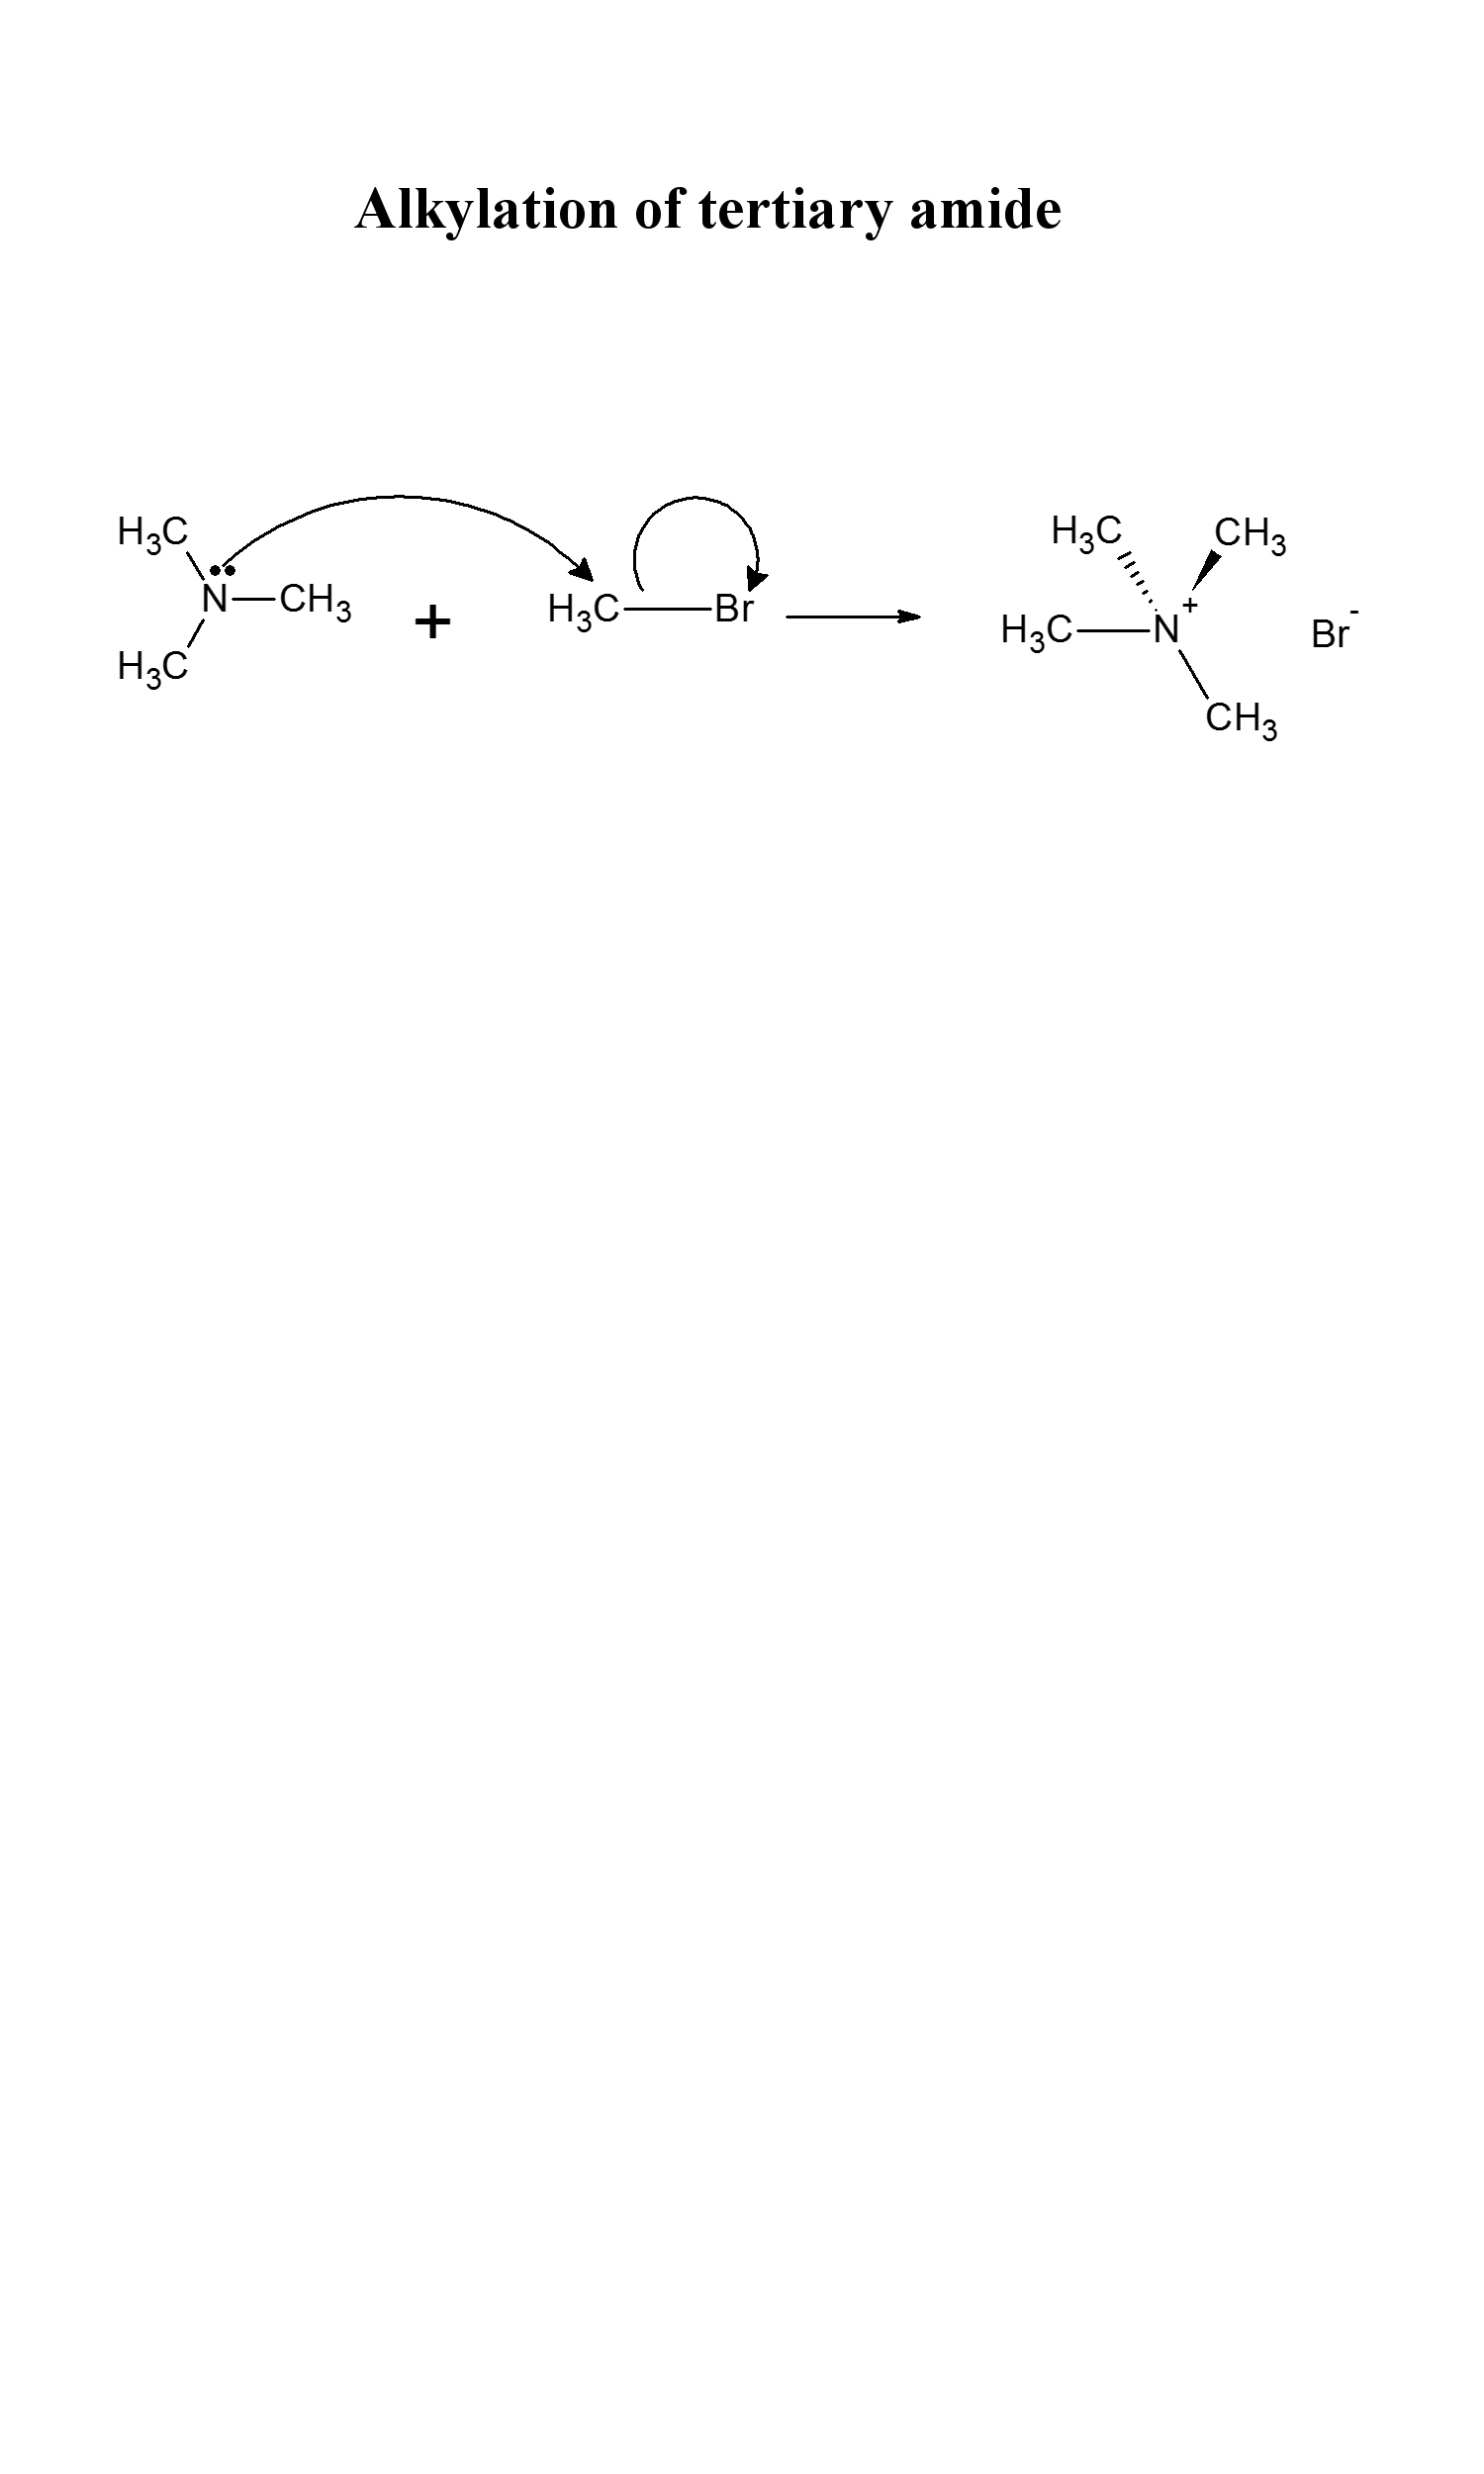 Alkylation of tertiary amide
H₃C
N—CH₃
H₃C
+
H₃C—Br
H₃C
CH₃
H₃C—N⁺
CH₃
Br⁻